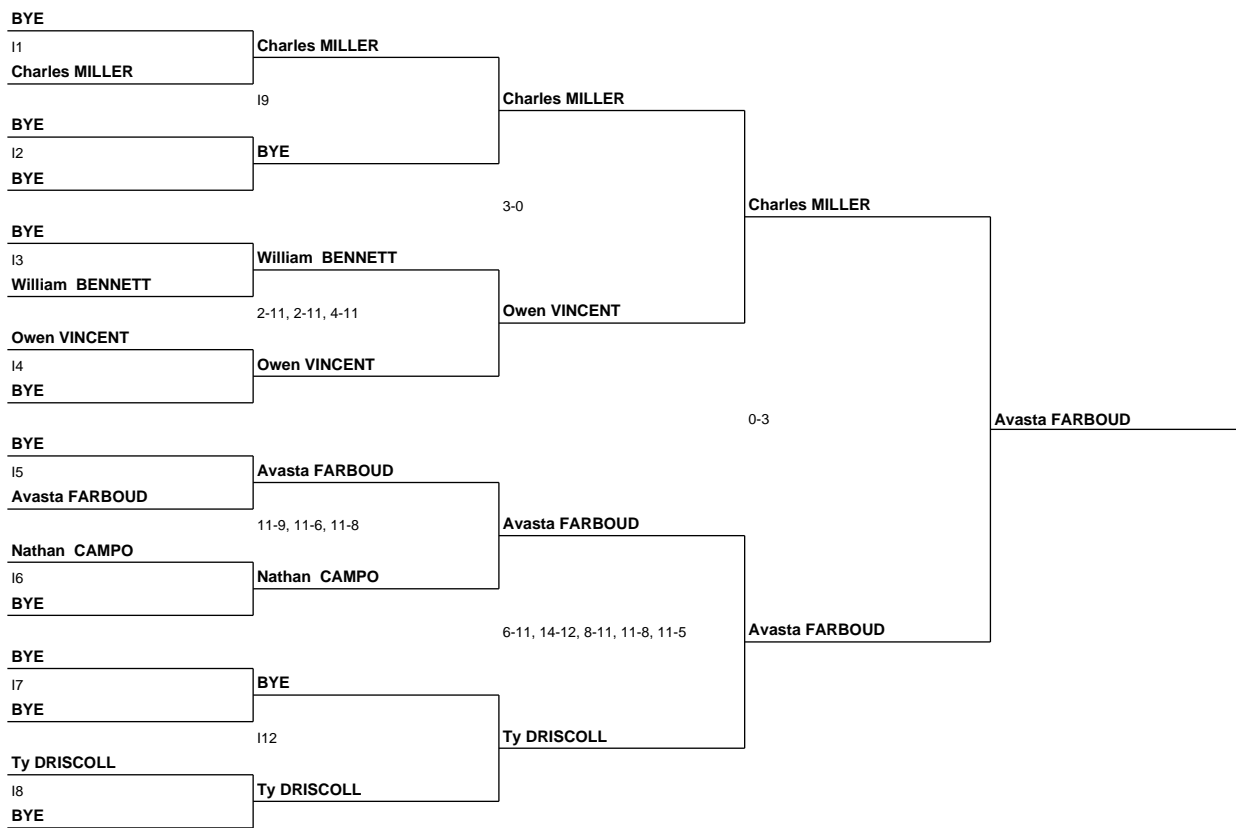 BYE
I1
Charles MILLER
Charles MILLER
I9
Charles MILLER
BYE
I2
BYE
BYE
3-0
Charles MILLER
BYE
I3
William  BENNETT
William  BENNETT
2-11, 2-11, 4-11
Owen VINCENT
Owen VINCENT
I4
BYE
Owen VINCENT
0-3
Avasta FARBOUD
BYE
I5
Avasta FARBOUD
Avasta FARBOUD
11-9, 11-6, 11-8
Avasta FARBOUD
Nathan  CAMPO
I6
BYE
Nathan  CAMPO
6-11, 14-12, 8-11, 11-8, 11-5
Avasta FARBOUD
BYE
I7
BYE
BYE
I12
Ty DRISCOLL
Ty DRISCOLL
I8
BYE
Ty DRISCOLL